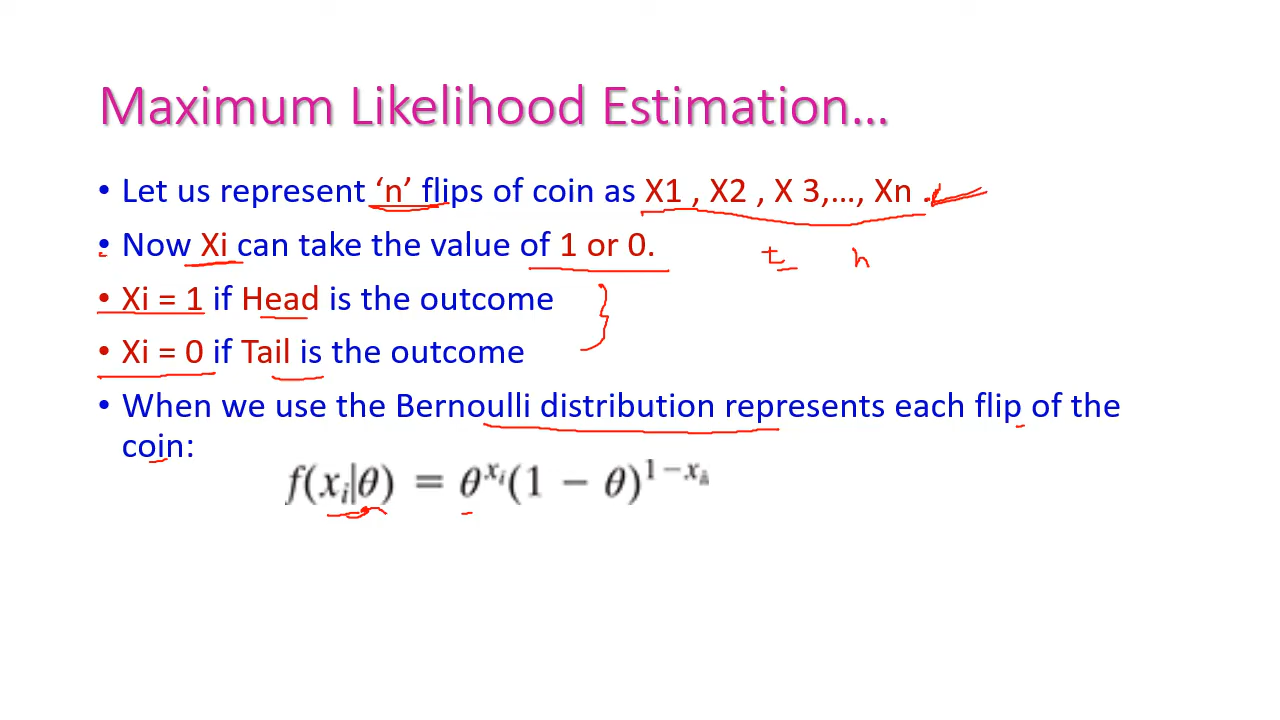 Maximum Likelihood Estimation...
• Let us represent ‘n’ flips of coin as X1 , X2 , X 3,..., Xn .
• Now Xi can take the value of 1 or 0.
t h
• Xi = 1 if Head is the outcome
• Xi = 0 if Tail is the outcome
• When we use the Bernoulli distribution represents each flip of the
coin:
f(xᵢ|θ) = θ^xᵢ(1 − θ)^1−xᵢ